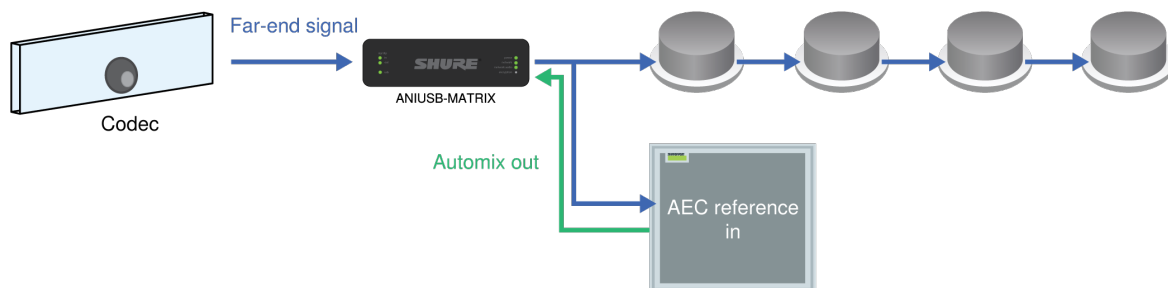 Far-end signal
SHURE
ANIUSB-MATRIX
Codec
Automix out
AEC reference
in